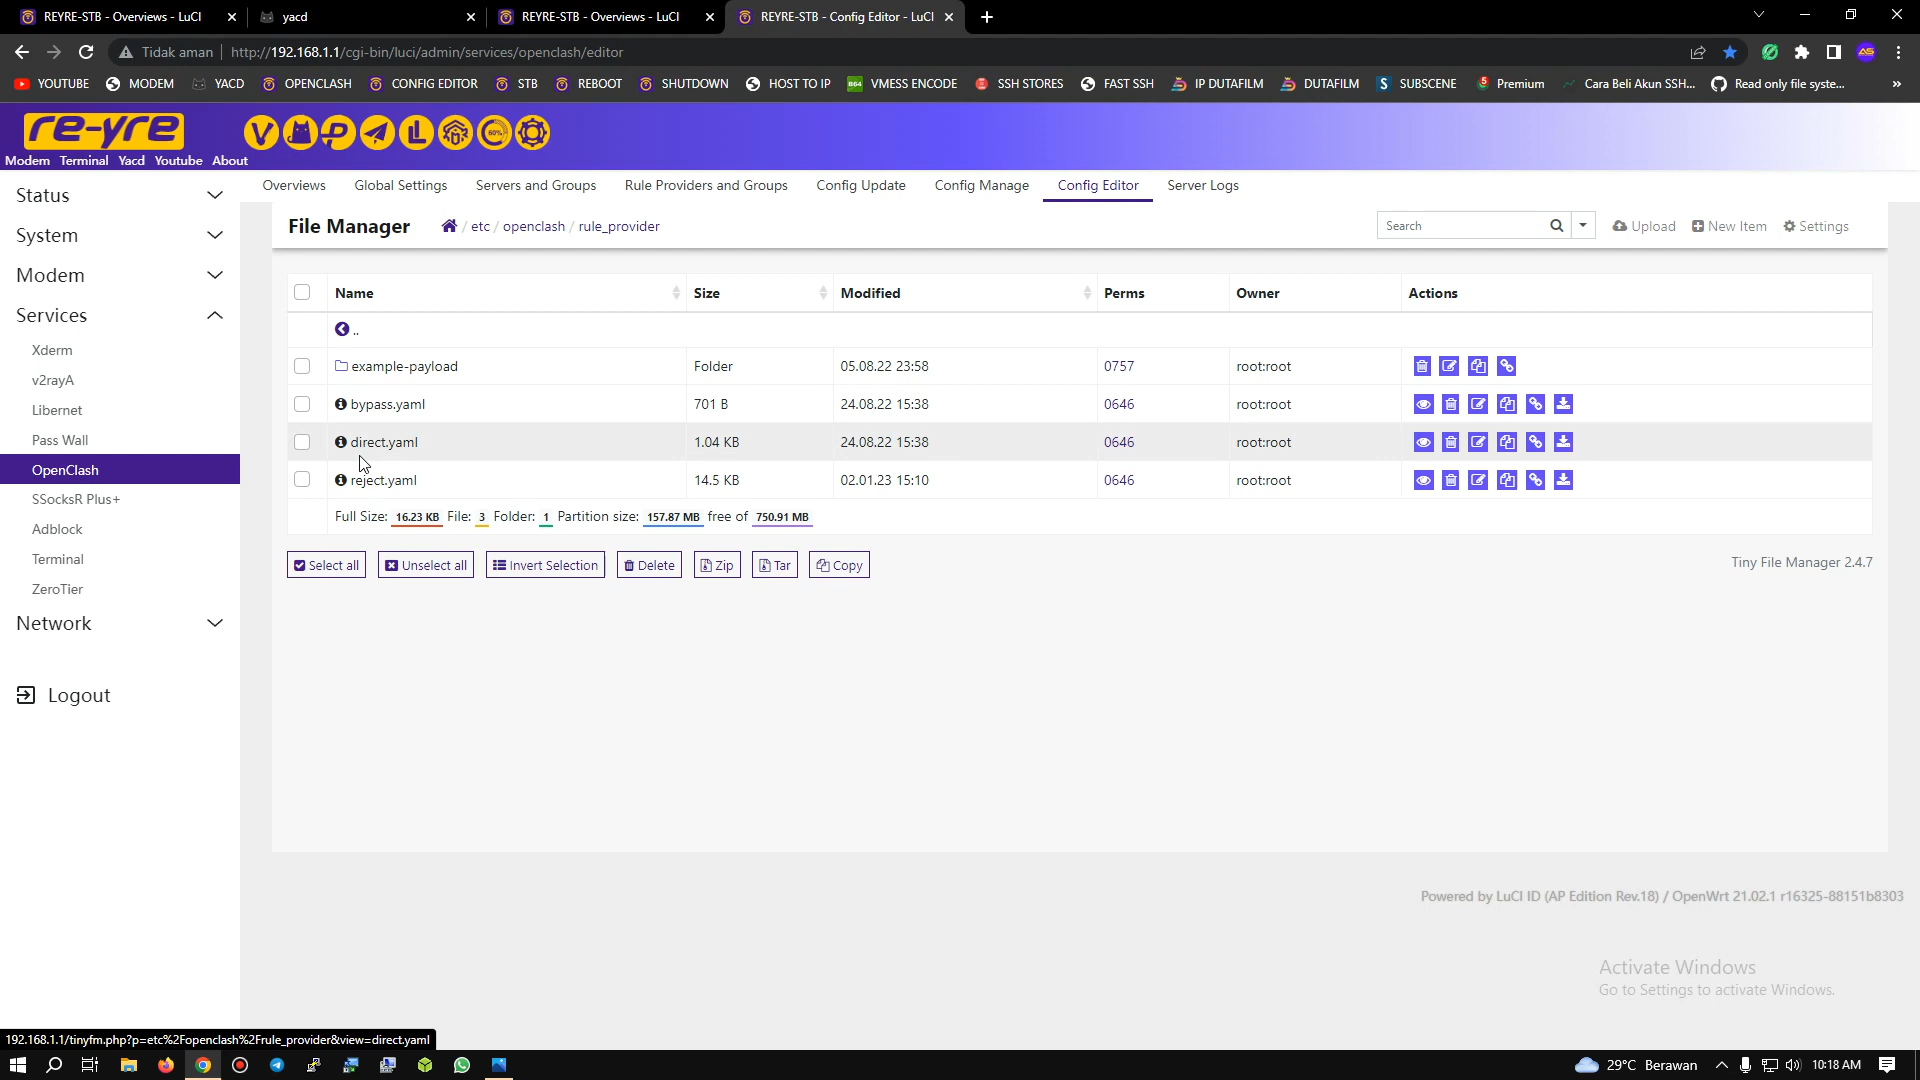 REYRE-STB - Overviews - LuCI
yacd
REYRE-STB - Overviews - LuCI
REYRE-STB - Config Editor - LuCI
Tidak aman
http://192.168.1.1/cgi-bin/luci/admin/services/openclash/editor
YOUTUBE MODEM YACD OPENCLASH CONFIG EDITOR STB REBOOT SHUTDOWN HOST TO IP VMESS ENCODE SSH STORES FAST SSH IP DUTAFILM DUTAFILM SUBSCENE Premium Cara Beli Akun SSH... Read only file syste... »
re-yre
Modem Terminal Yacd Youtube About
Overviews Global Settings Servers and Groups Rule Providers and Groups Config Update Config Manage Config Editor Server Logs
Status
System
Modem
Services
Xderm
v2rayA
Libernet
Pass Wall
OpenClash
SSocksR Plus+
Adblock
Terminal
ZeroTier
Network
Logout
File Manager
/ etc / openclash / rule_provider
Search
Upload New Item Settings
Name Size Modified Perms Owner Actions
..
example-payload Folder 05.08.22 23:58 0757 root:root
bypass.yaml 701 B 24.08.22 15:38 0646 root:root
direct.yaml 1.04 KB 24.08.22 15:38 0646 root:root
reject.yaml 14.5 KB 02.01.23 15:10 0646 root:root
Full Size: 16.23 KB File: 3 Folder: 1 Partition size: 157.87 MB free of 750.91 MB
Select all Unselect all Invert Selection Delete Zip Tar Copy
Tiny File Manager 2.4.7
Powered by LuCI ID (AP Edition Rev.18) / OpenWrt 21.02.1 r16325-88151b8303
Activate Windows
Go to Settings to activate Windows.
192.168.1.1/tinyfm.php?p=etc%2Fopenclash%2Frule_provider&view=direct.yaml
29°C Berawan
10:18 AM